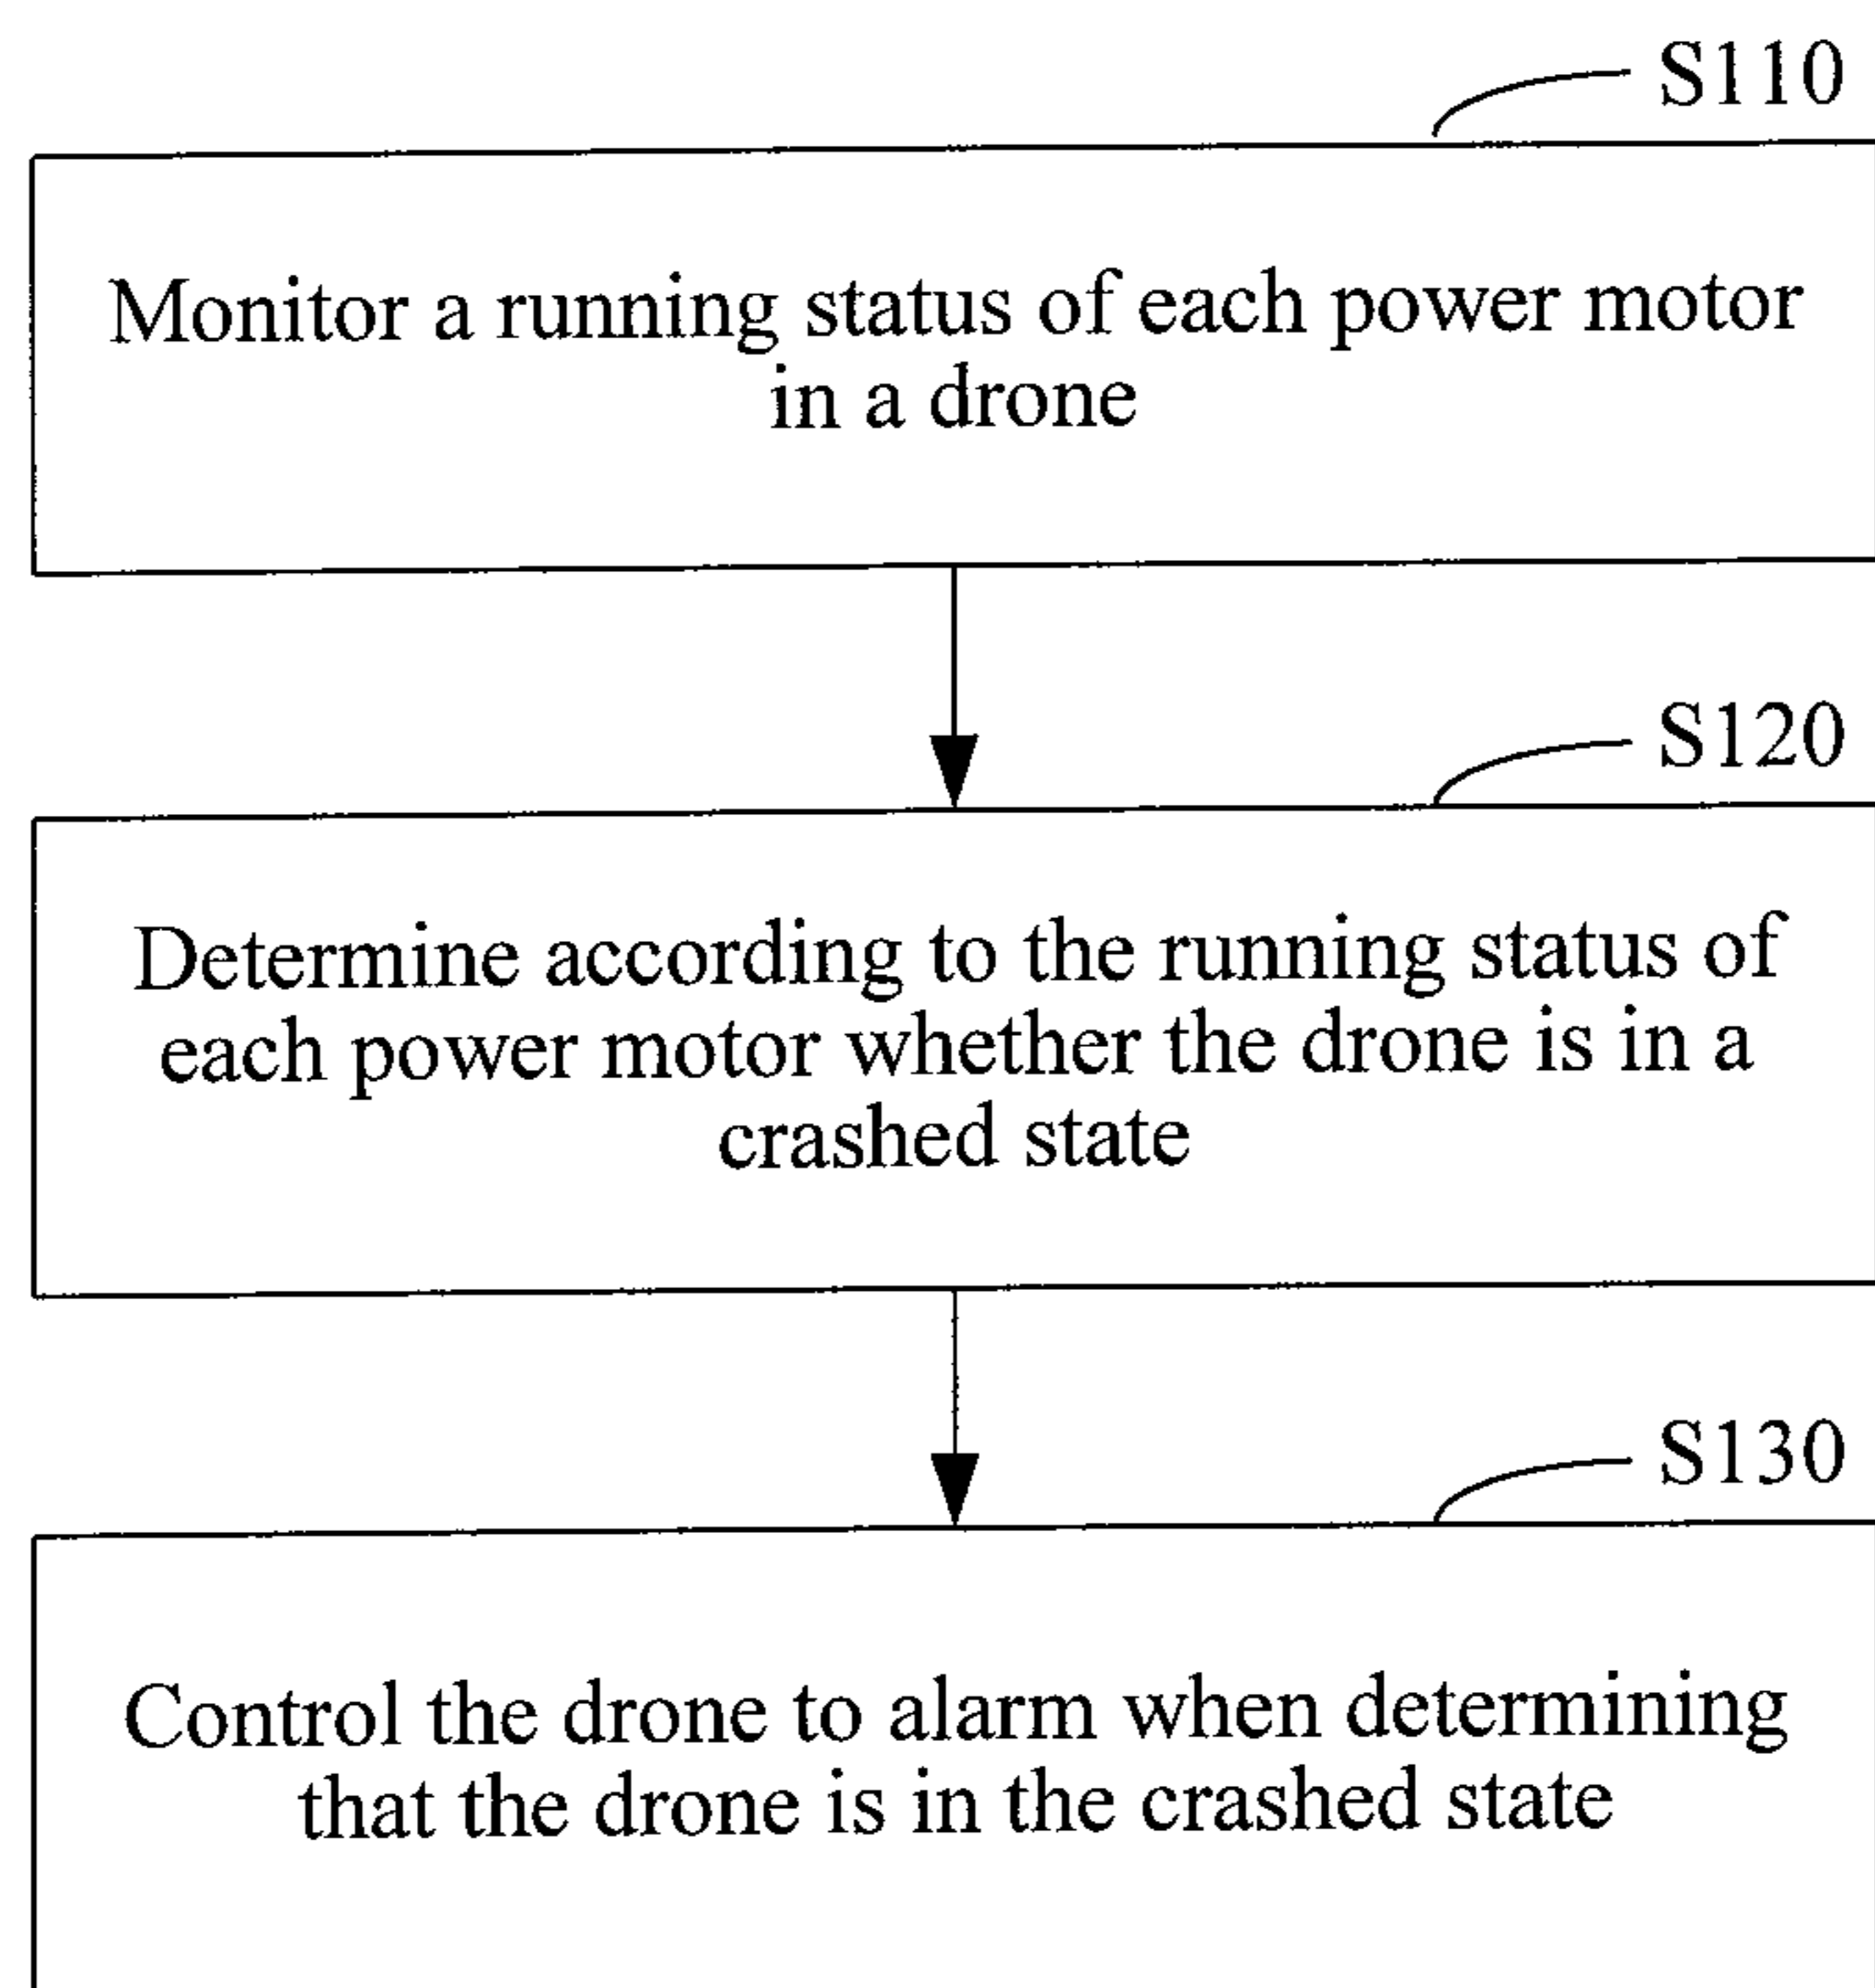 S110
Monitor a running status of each power motor
in a drone
S120
Determine according to the running status of
each power motor whether the drone is in a
crashed state
S130
Control the drone to alarm when determining
that the drone is in the crashed state